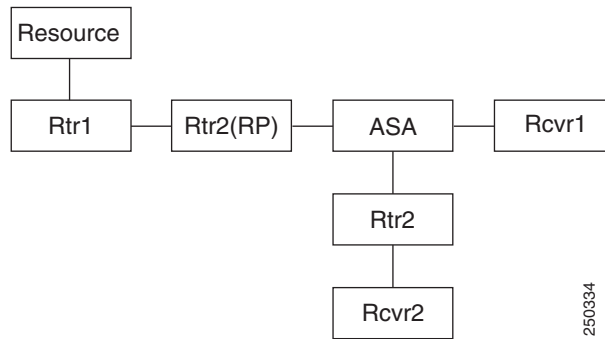 Resource
Rtr1
Rtr2(RP)
ASA
Rcvr1
Rtr2
Rcvr2
250334